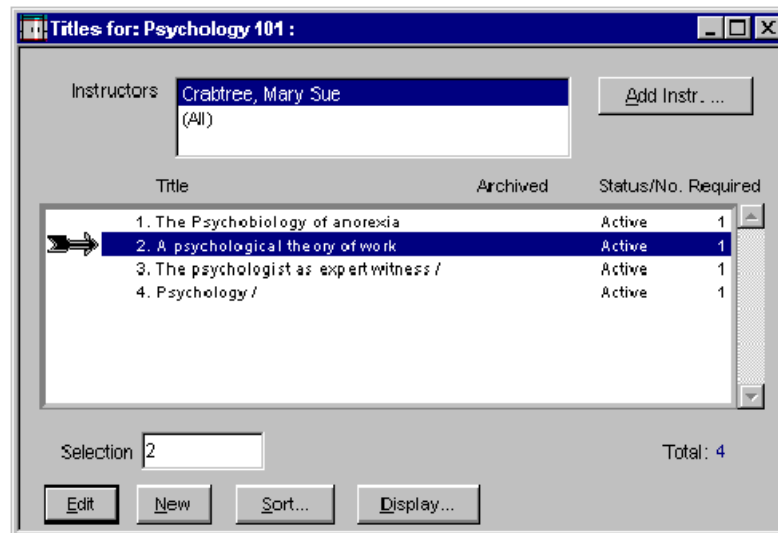 Titles for: Psychology 101 :
Instructors
Crabtree, Mary Sue
(All)
Add Instr. ...
Title Archived Status/No. Required
1. The Psychobiology of anorexia Active 1
2. A psychological theory of work Active 1
3. The psychologist as expert witness / Active 1
4. Psychology / Active 1
Selection 2 Total: 4
Edit New Sort... Display...